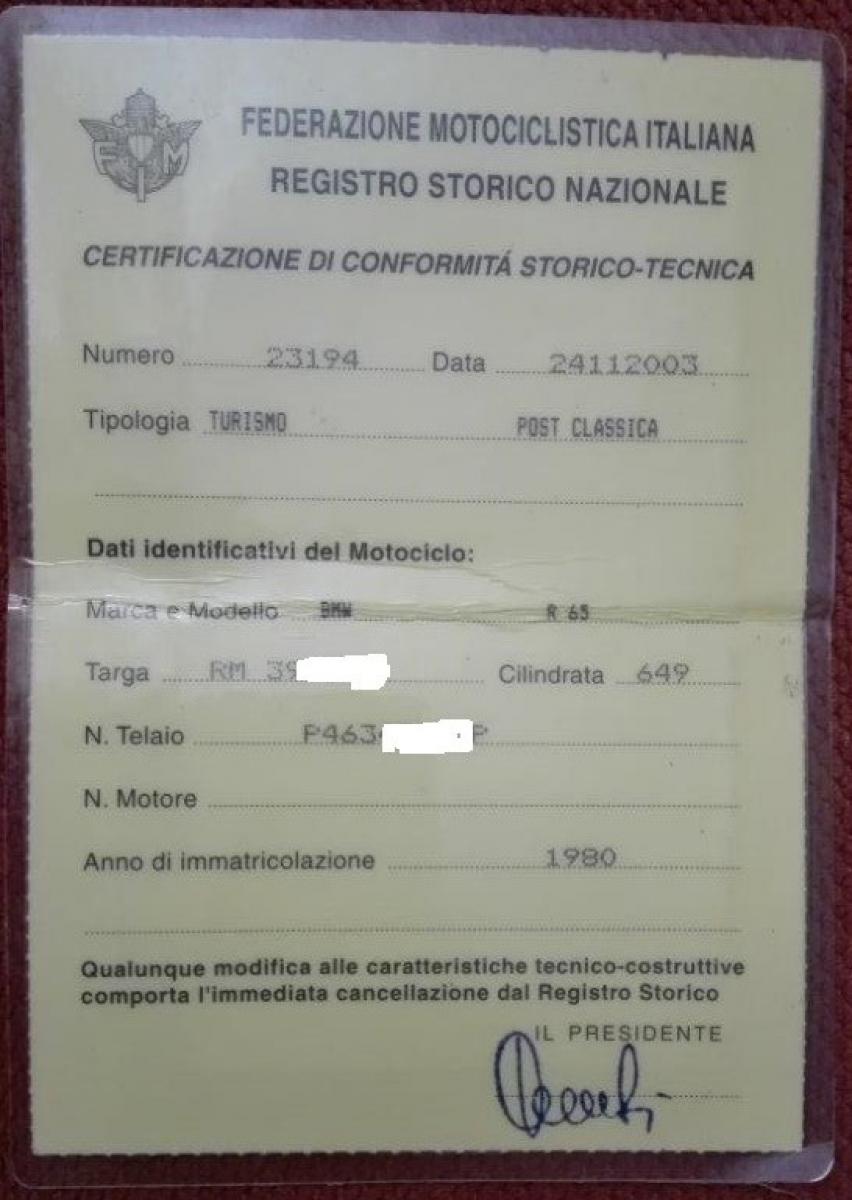 FIM
FEDERAZIONE MOTOCICLISTICA ITALIANA
REGISTRO STORICO NAZIONALE
CERTIFICAZIONE DI CONFORMITÁ STORICO-TECNICA
Numero 23194 Data 24112003
Tipologia TURISMO POST CLASSICA
Dati identificativi del Motociclo:
Marca e Modello BMW R 65
Targa RM 39 Cilindrata 649
N. Telaio P463 P
N. Motore
Anno di immatricolazione 1980
Qualunque modifica alle caratteristiche tecnico-costruttive
comporta l'immediata cancellazione dal Registro Storico
IL PRESIDENTE